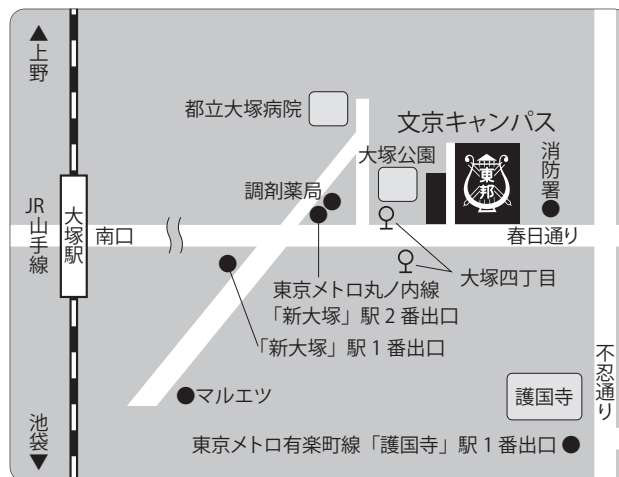 ▲上野
都立大塚病院
文京キャンパス
大塚公園
東邦
消防署
調剤薬局
JR山手線
大塚駅
南口
春日通り
大塚四丁目
東京メトロ丸ノ内線
「新大塚」駅 2 番出口
「新大塚」駅 1 番出口
不忍通り
マルエツ
護国寺
池袋▼
東京メトロ有楽町線「護国寺」駅 1 番出口